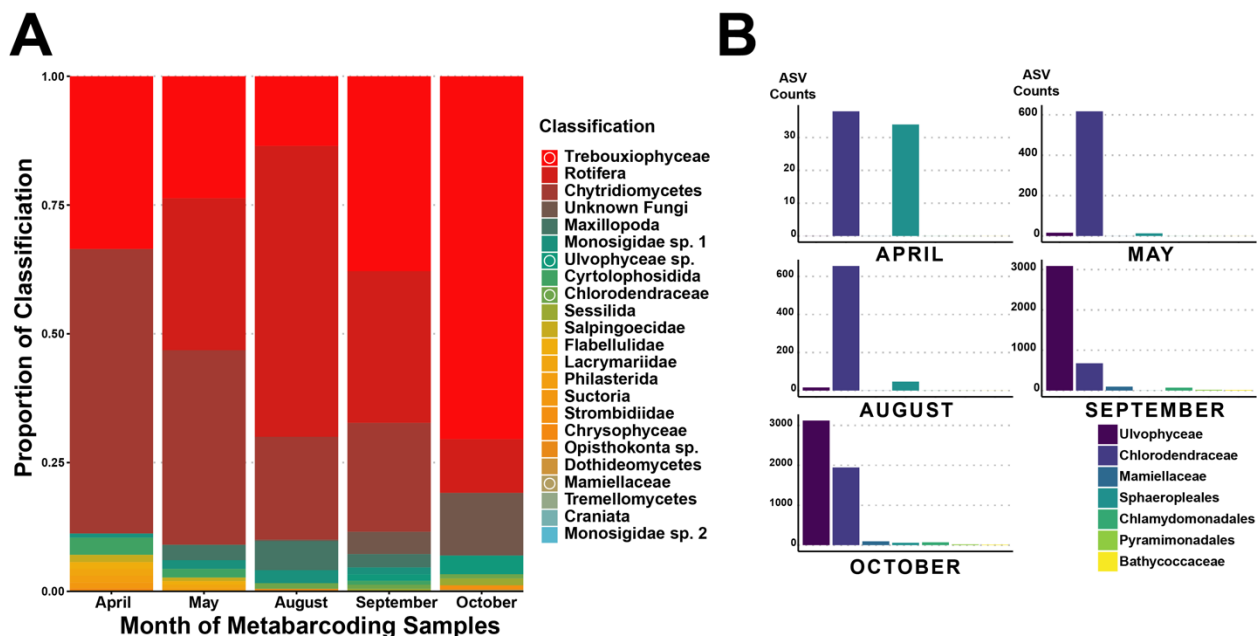 A
Proportion of Classificiation
1.00
0.75
0.50
0.25
0.00
April
May
August
September
October
Month of Metabarcoding Samples
Classification
Trebouxiophyceae
Rotifera
Chytridiomycetes
Unknown Fungi
Maxillopoda
Monosigidae sp. 1
Ulvophyceae sp.
Cyrtolophosidida
Chlorodendraceae
Sessilida
Salpingoecidae
Flabellulidae
Lacrymariidae
Philasterida
Suctoria
Strombidiidae
Chrysophyceae
Opisthokonta sp.
Dothideomycetes
Mamiellaceae
Tremellomycetes
Craniata
Monosigidae sp. 2
B
ASV
Counts
30
20
10
0
APRIL
ASV
Counts
600
400
200
0
MAY
600
400
200
0
AUGUST
3000
2000
1000
0
SEPTEMBER
3000
2000
1000
0
OCTOBER
Ulvophyceae
Chlorodendraceae
Mamiellaceae
Sphaeropleales
Chlamydomonadales
Pyramimonadales
Bathycoccaceae